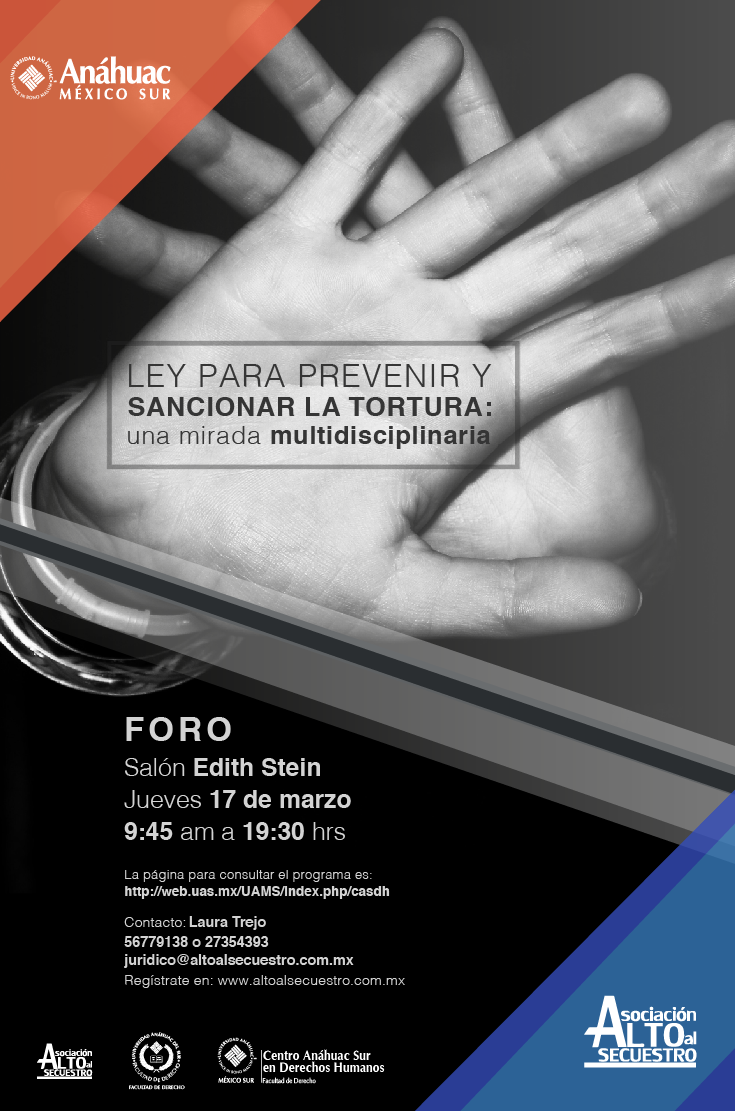 Anáhuac
MÉXICO SUR
LEY PARA PREVENIR Y
SANCIONAR LA TORTURA:
una mirada multidisciplinaria
FORO
Salón Edith Stein
Jueves 17 de marzo
9:45 am a 19:30 hrs
La página para consultar el programa es:
http://web.uas.mx/UAMS/Index.php/casdh
Contacto: Laura Trejo
56779138 o 27354393
juridico@altoalsecuestro.com.mx
Regístrate en: www.altoalsecuestro.com.mx
Asociación
ALTO al
SECUESTRO
FACULTAD DE DERECHO
MÉXICO SUR
Centro Anáhuac Sur
en Derechos Humanos
Facultad de Derecho
Asociación
ALTO al
SECUESTRO